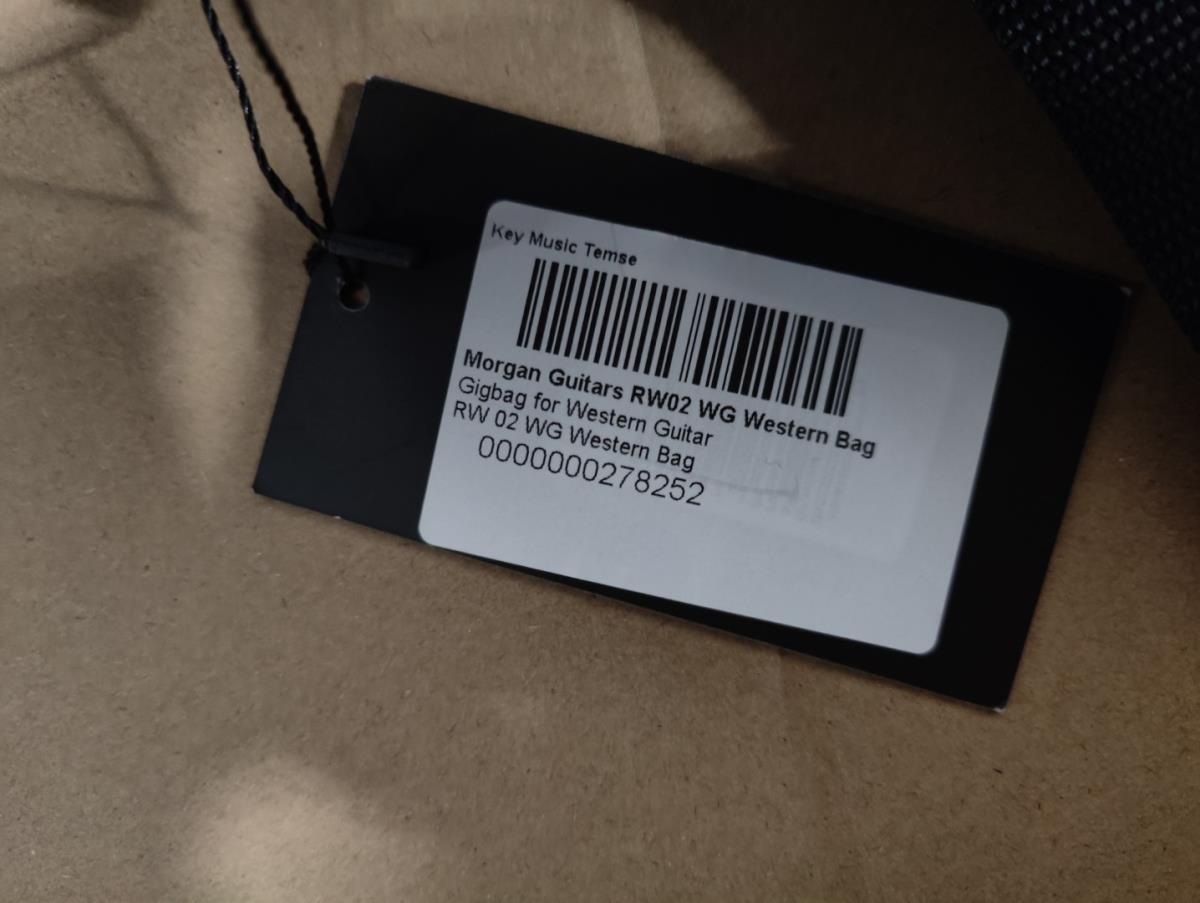 Key Music Temse
Morgan Guitars RW02 WG Western Bag
Gigbag for Western Guitar
RW 02 WG Western Bag
0000000278252